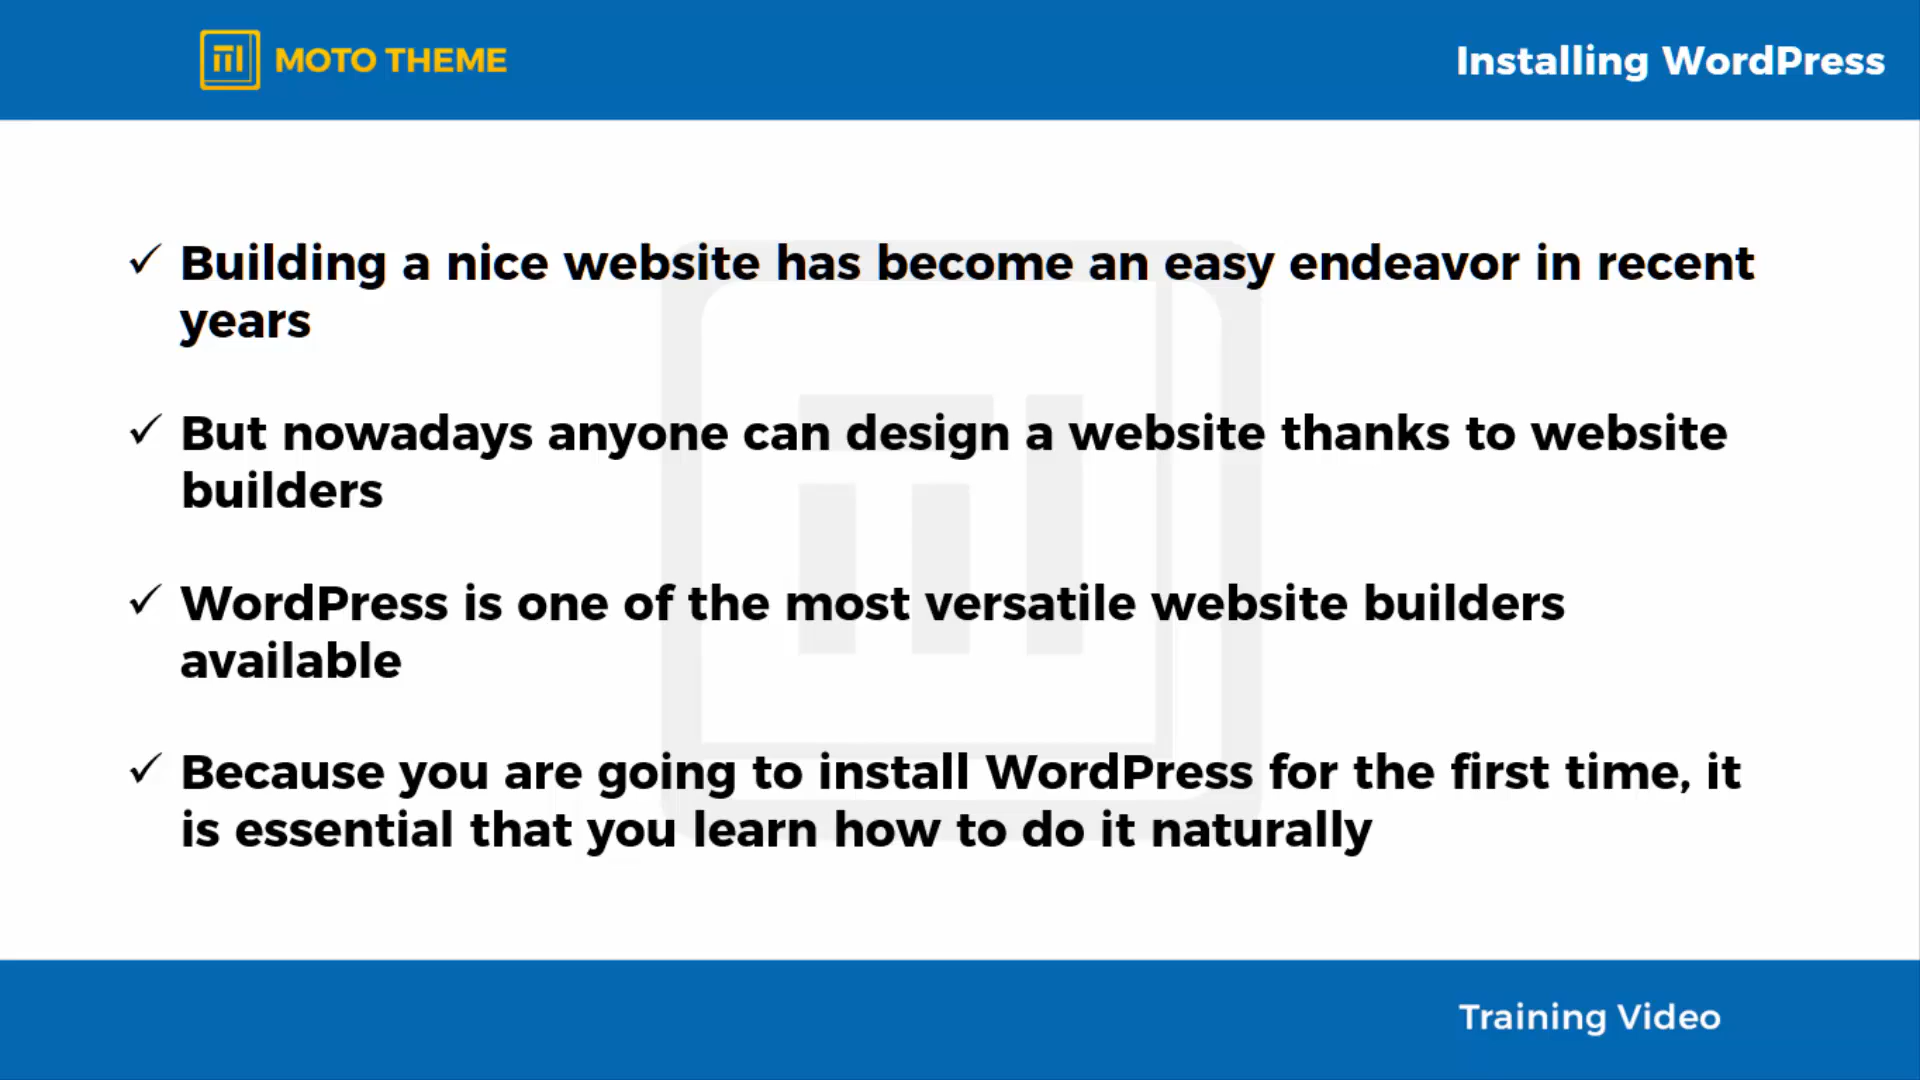 MOTO THEME
Installing WordPress
✓ Building a nice website has become an easy endeavor in recent
years
✓ But nowadays anyone can design a website thanks to website
builders
✓ WordPress is one of the most versatile website builders
available
✓ Because you are going to install WordPress for the first time, it
is essential that you learn how to do it naturally
Training Video